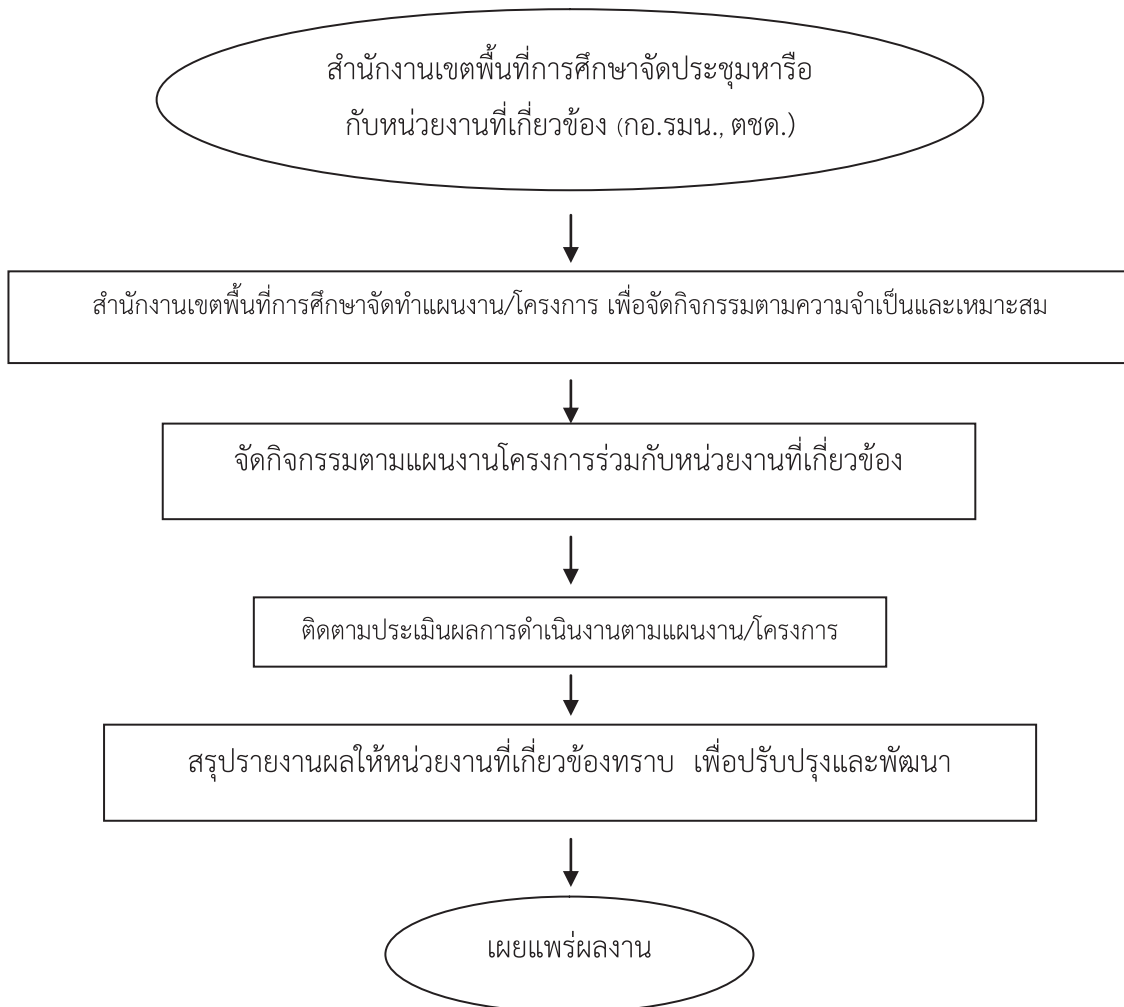 สำนักงานเขตพื้นที่การศึกษาจัดประชุมหารือ
กับหน่วยงานที่เกี่ยวข้อง (กอ.รมน., ตชด.)
สำนักงานเขตพื้นที่การศึกษาจัดทำแผนงาน/โครงการ เพื่อจัดกิจกรรมตามความจำเป็นและเหมาะสม
จัดกิจกรรมตามแผนงานโครงการร่วมกับหน่วยงานที่เกี่ยวข้อง
ติดตามประเมินผลการดำเนินงานตามแผนงาน/โครงการ
สรุปรายงานผลให้หน่วยงานที่เกี่ยวข้องทราบ เพื่อปรับปรุงและพัฒนา
เผยแพร่ผลงาน